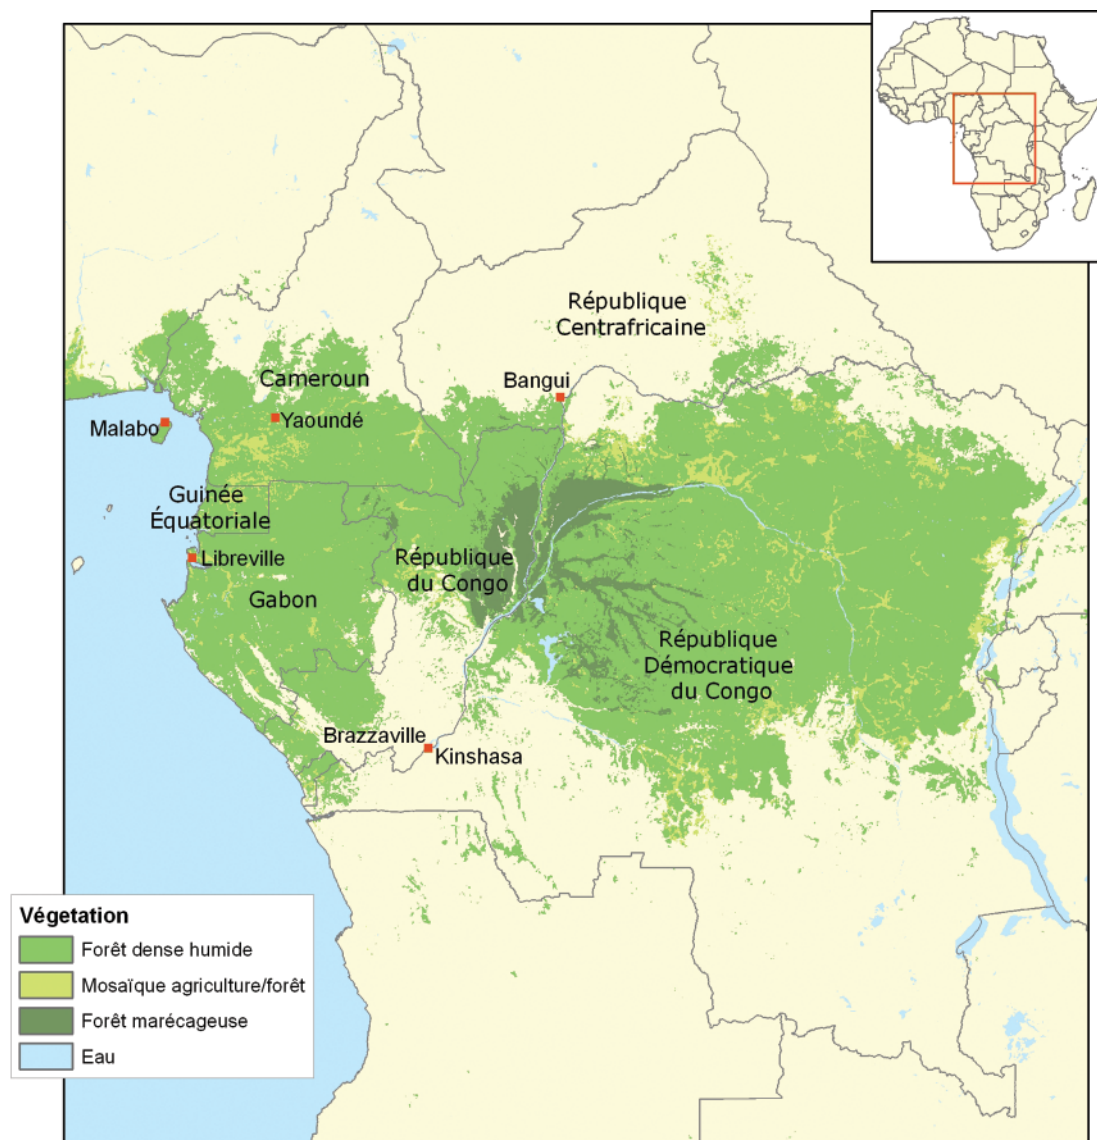 République
Centrafricaine
Bangui
Cameroun
Yaoundé
Malabo
Guinée
Équatoriale
Libreville
Gabon
République
du Congo
République
Démocratique
du Congo
Brazzaville
Kinshasa
Végetation
Forêt dense humide
Mosaïque agriculture/forêt
Forêt marécageuse
Eau